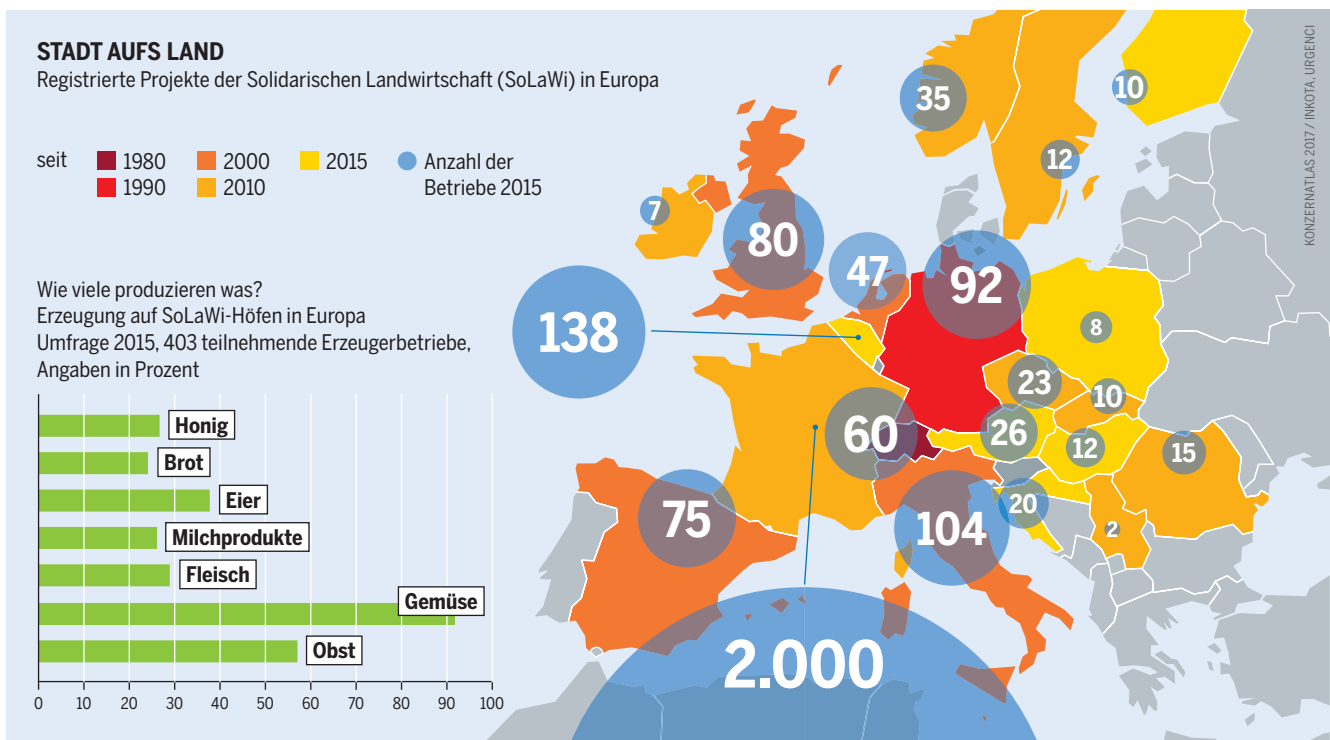 STADT AUFS LAND
Registrierte Projekte der Solidarischen Landwirtschaft (SoLaWi) in Europa
seit
1980
1990
2000
2010
2015
Anzahl der
Betriebe 2015
Wie viele produzieren was?
Erzeugung auf SoLaWi-Höfen in Europa
Umfrage 2015, 403 teilnehmende Erzeugerbetriebe,
Angaben in Prozent
Honig
Brot
Eier
Milchprodukte
Fleisch
Gemüse
Obst
0 10 20 30 40 50 60 70 80 90 100
35
10
12
7
80
47
92
138
8
23
10
60
26
12
15
75
104
20
2
2.000
KONZERNATLAS 2017 / INKOTA, URGENCI